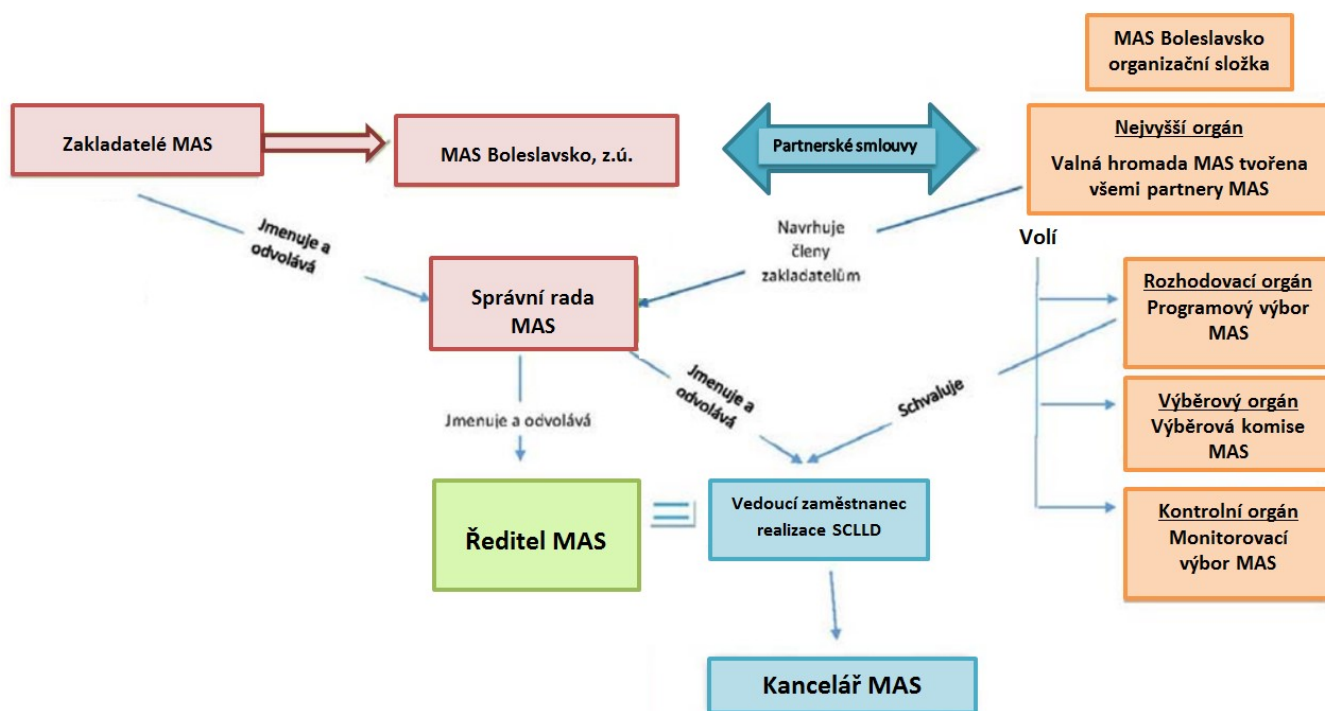 MAS Boleslavsko
organizační složka
Zakladatelé MAS
MAS Boleslavsko, z.ú.
Partnerské smlouvy
Nejvyšší orgán
Valná hromada MAS tvořena
všemi partnery MAS
Jmenuje a
odvolává
Navrhuje
členy
zakladatelům
Volí
Správní rada
MAS
Rozhodovací orgán
Programový výbor
MAS
Jmenuje a odvolává
Jmenuje a
odvolává
Schvaluje
Výběrový orgán
Výběrová komise
MAS
Ředitel MAS
Vedoucí zaměstnanec
realizace SCLLD
Kontrolní orgán
Monitorovací
výbor MAS
Kancelář MAS